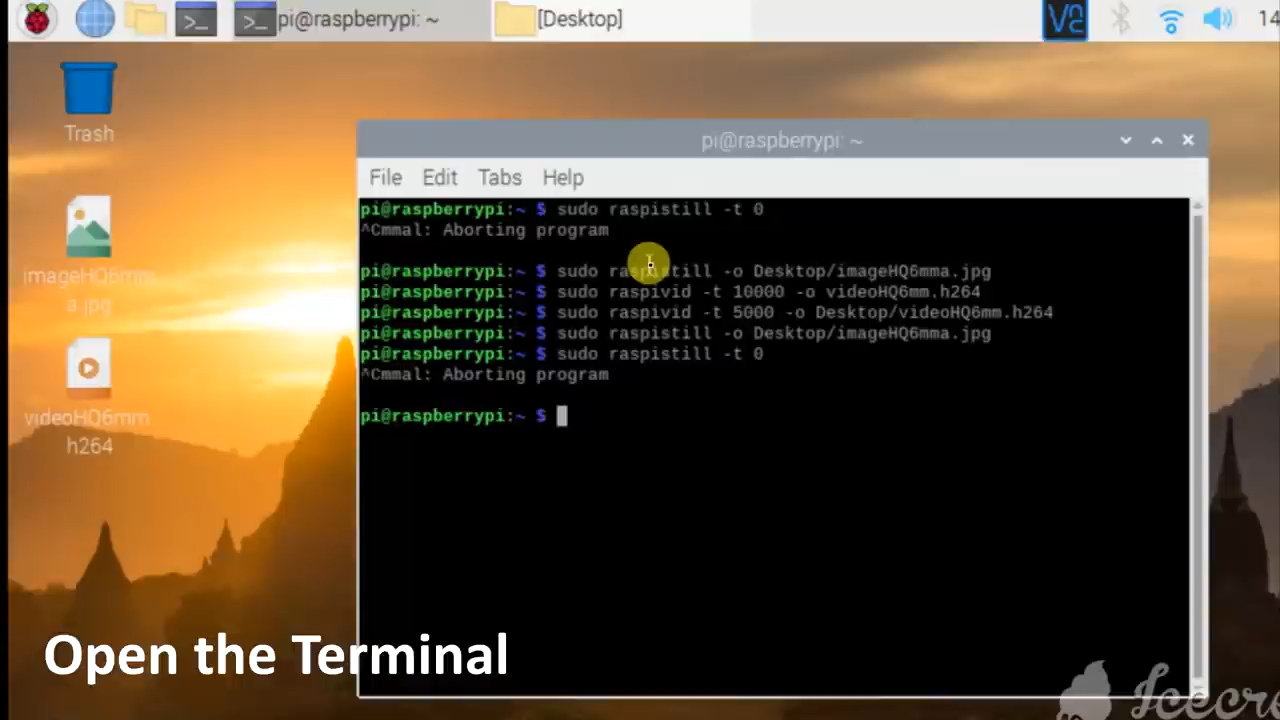 pi@raspberrypi: ~
[Desktop]
14
Trash
imageHQ6mm
a.jpg
videoHQ6mm
h264
pi@raspberrypi: ~
File Edit Tabs Help
pi@raspberrypi:~ $ sudo raspistill -t 0
^Cmmal: Aborting program
pi@raspberrypi:~ $ sudo raspistill -o Desktop/imageHQ6mma.jpg
pi@raspberrypi:~ $ sudo raspivid -t 10000 -o videoHQ6mm.h264
pi@raspberrypi:~ $ sudo raspivid -t 5000 -o Desktop/videoHQ6mm.h264
pi@raspberrypi:~ $ sudo raspistill -o Desktop/imageHQ6mma.jpg
pi@raspberrypi:~ $ sudo raspistill -t 0
^Cmmal: Aborting program
pi@raspberrypi:~ $
Open the Terminal
Icecr